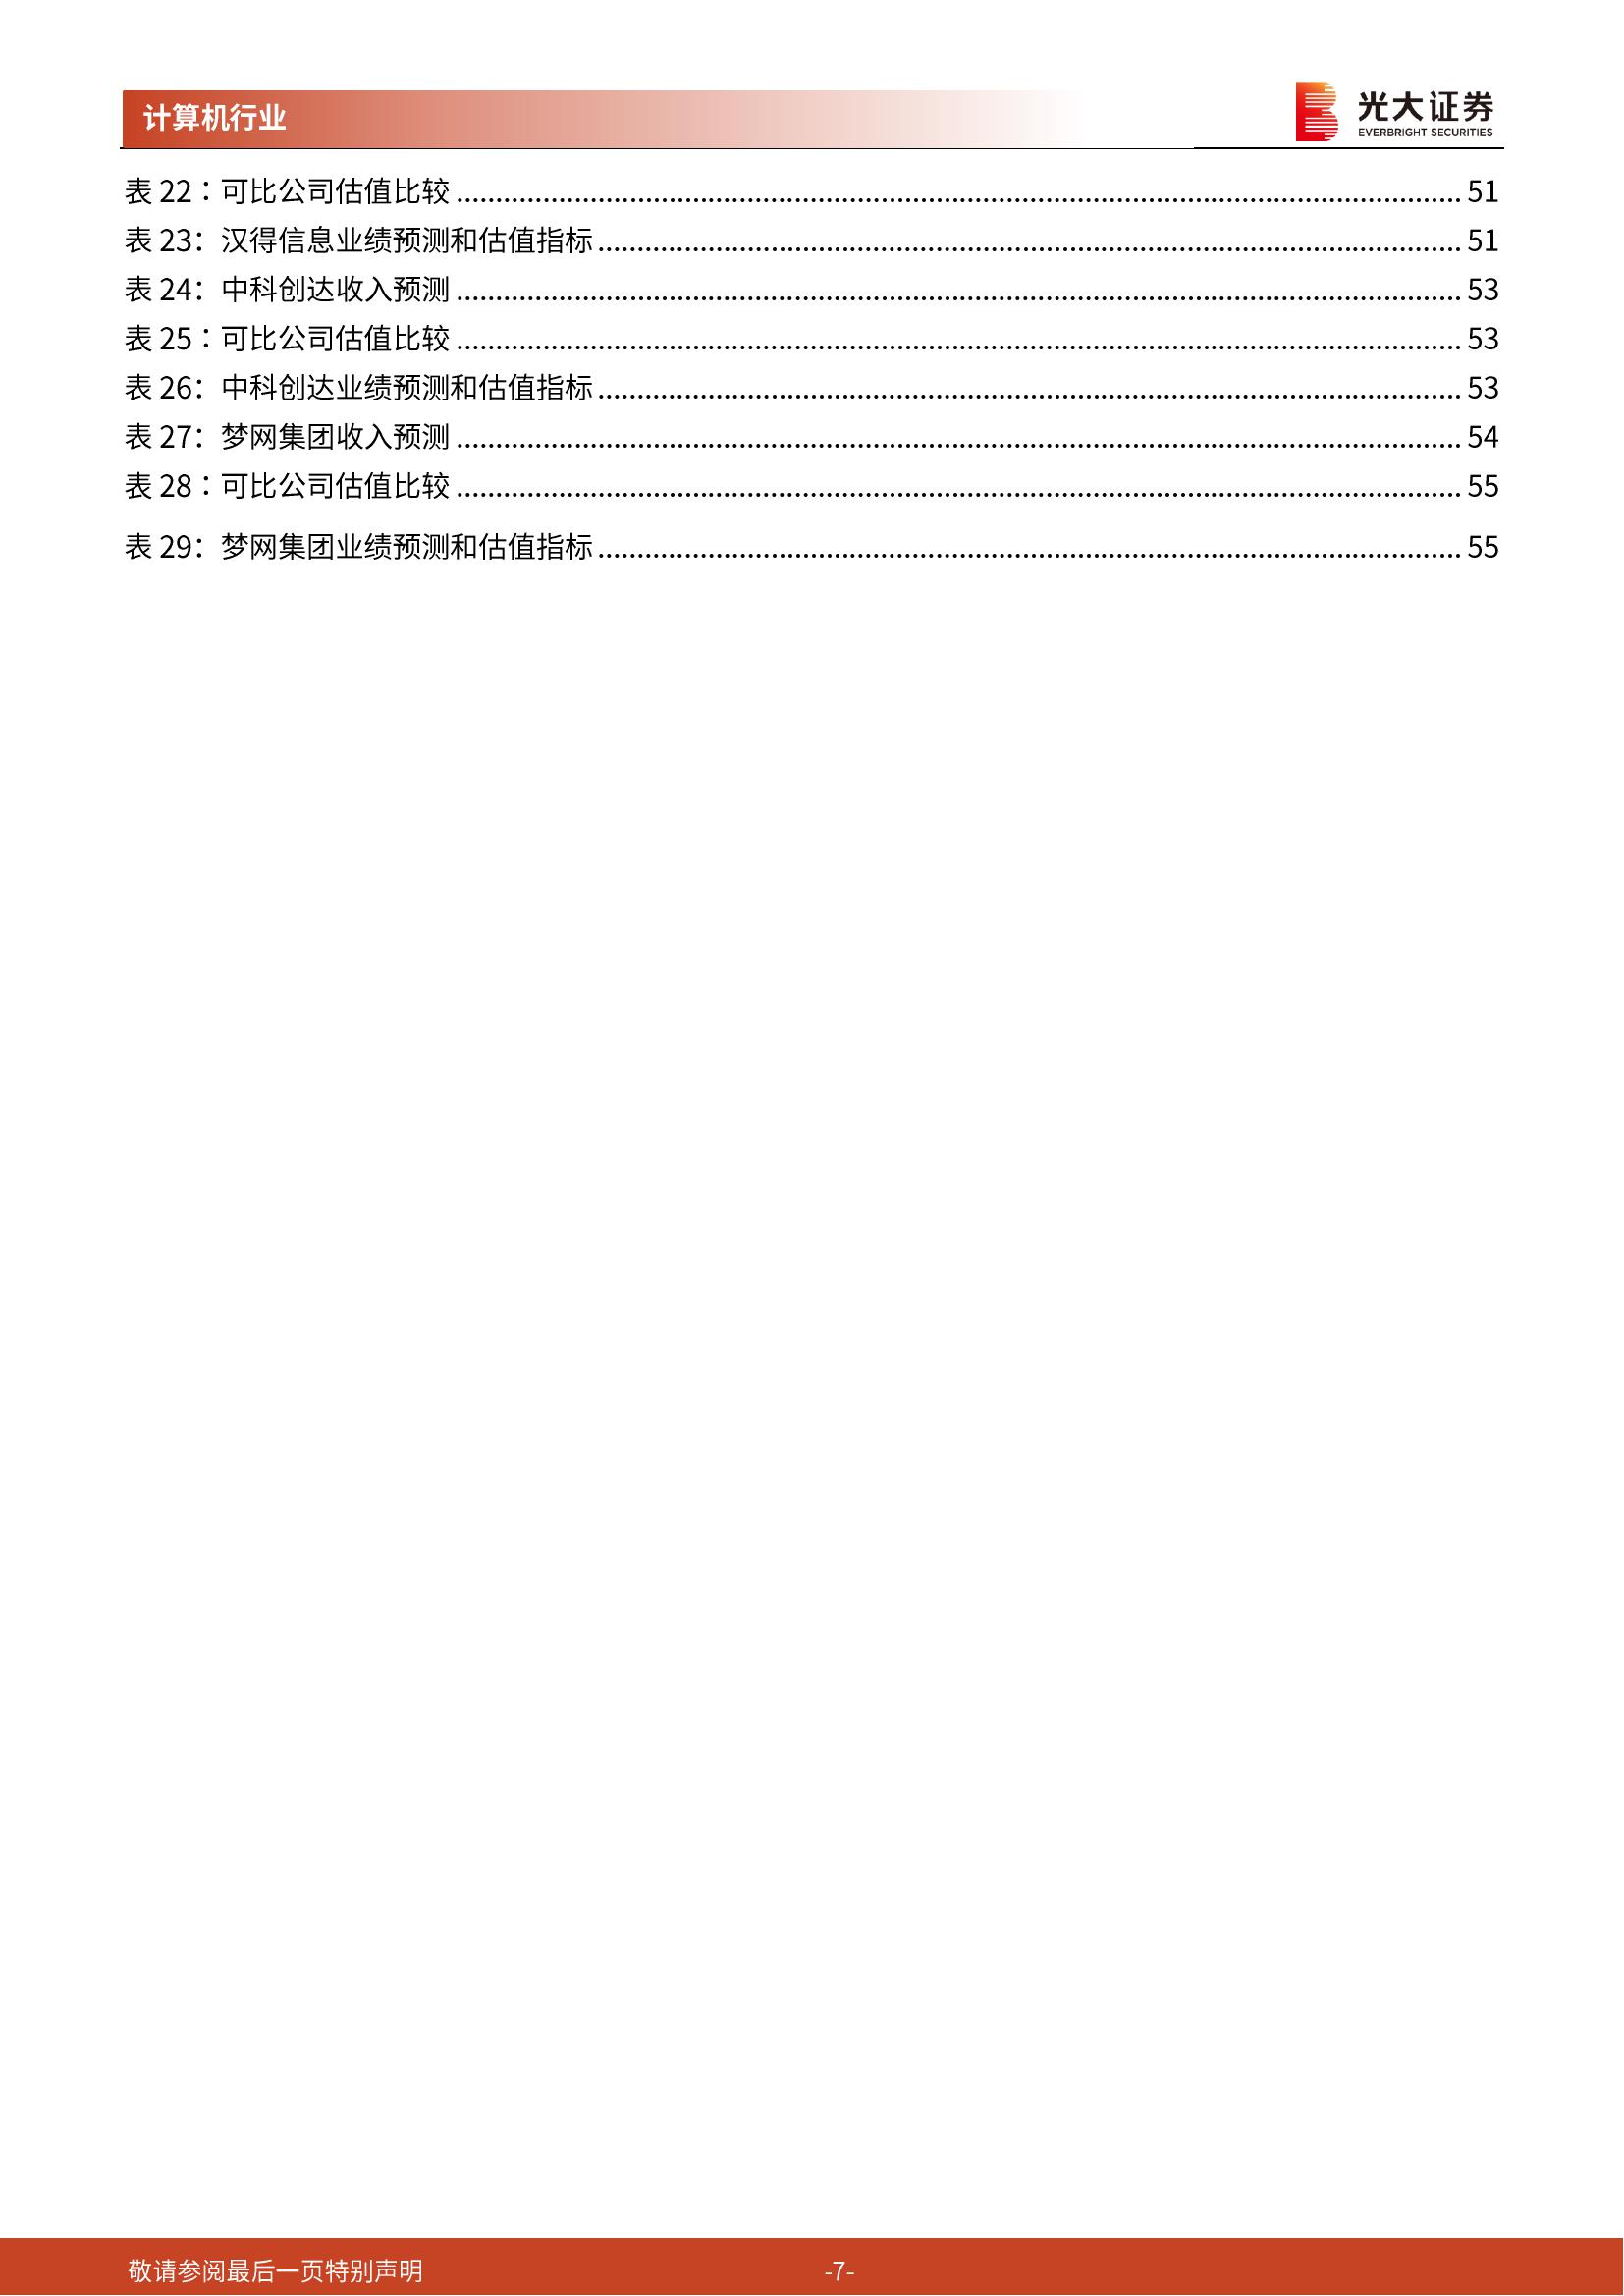 计算机行业
光大证券
EVERBRIGHT SECURITIES
表 22：可比公司估值比较 ........ 51
表 23：汉得信息业绩预测和估值指标 ........ 51
表 24：中科创达收入预测 ........ 53
表 25：可比公司估值比较 ........ 53
表 26：中科创达业绩预测和估值指标 ........ 53
表 27：梦网集团收入预测 ........ 54
表 28：可比公司估值比较 ........ 55
表 29：梦网集团业绩预测和估值指标 ........ 55
敬请参阅最后一页特别声明 -7-